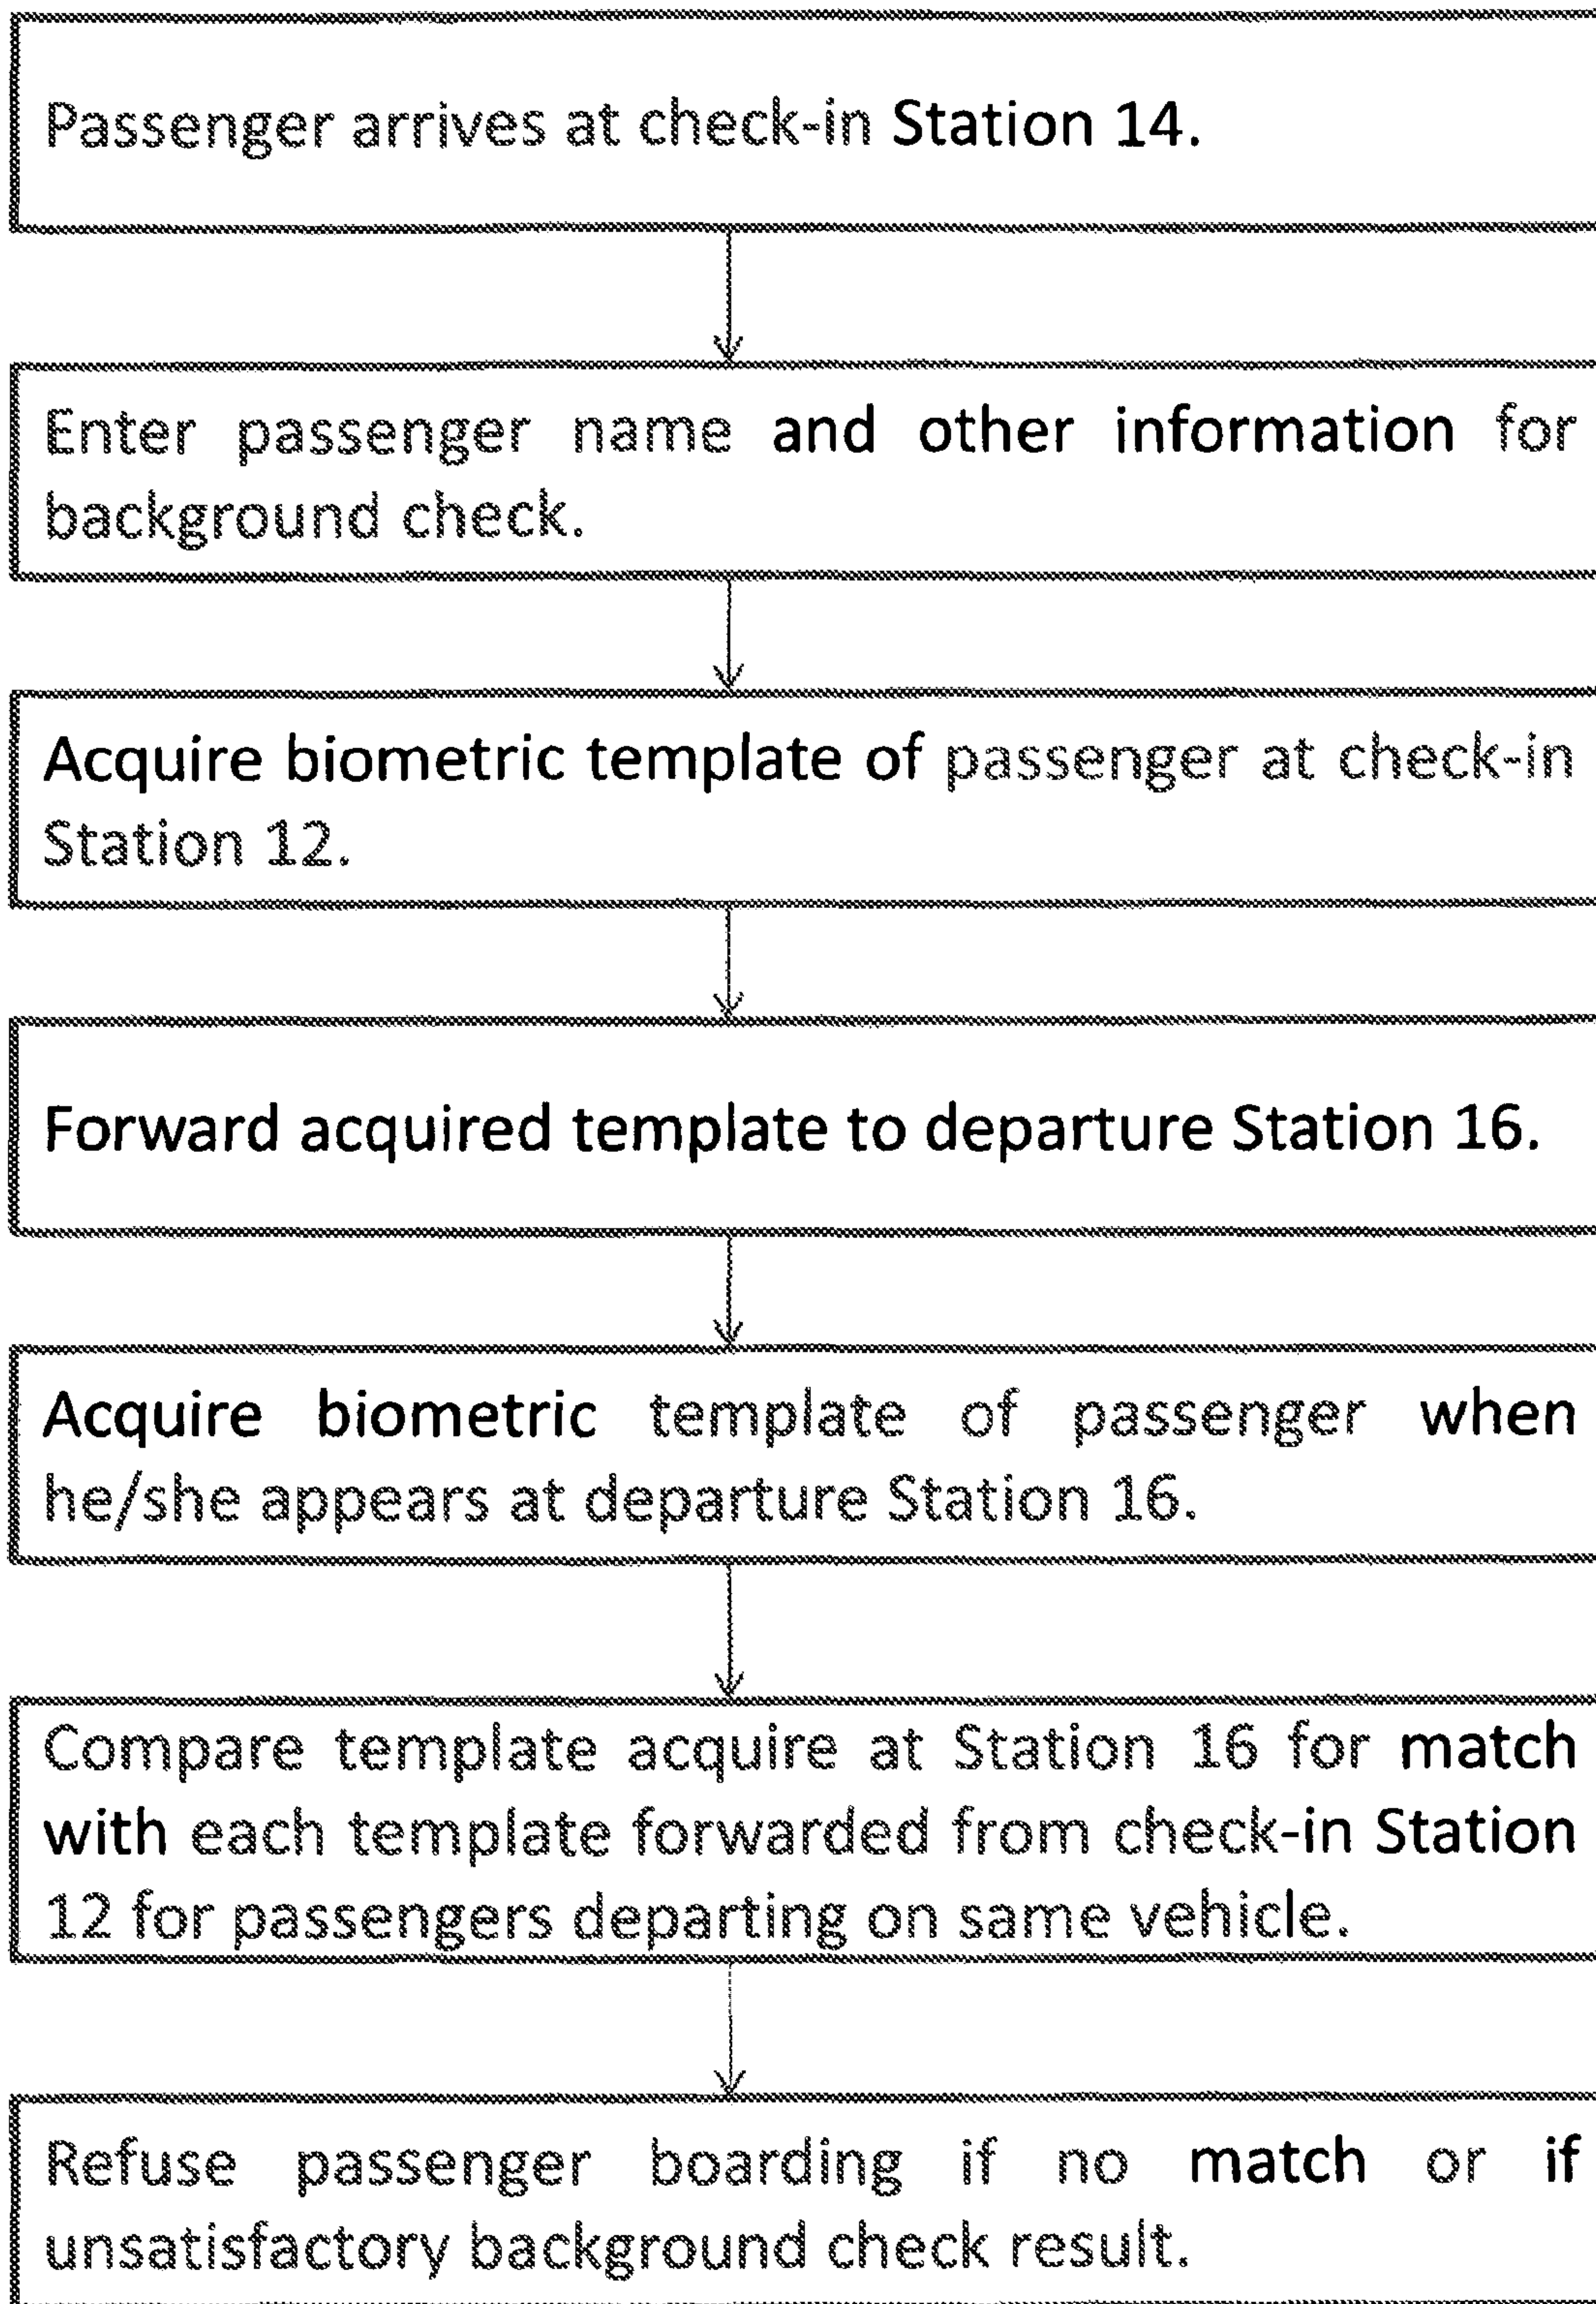 Passenger arrives at check-in Station 14.
Enter passenger name and other information for
background check.
Acquire biometric template of passenger at check-in
Station 12.
Forward acquired template to departure Station 16.
Acquire biometric template of passenger when
he/she appears at departure Station 16.
Compare template acquire at Station 16 for match
with each template forwarded from check-in Station
12 for passengers departing on same vehicle.
Refuse passenger boarding if no match or if
unsatisfactory background check result.